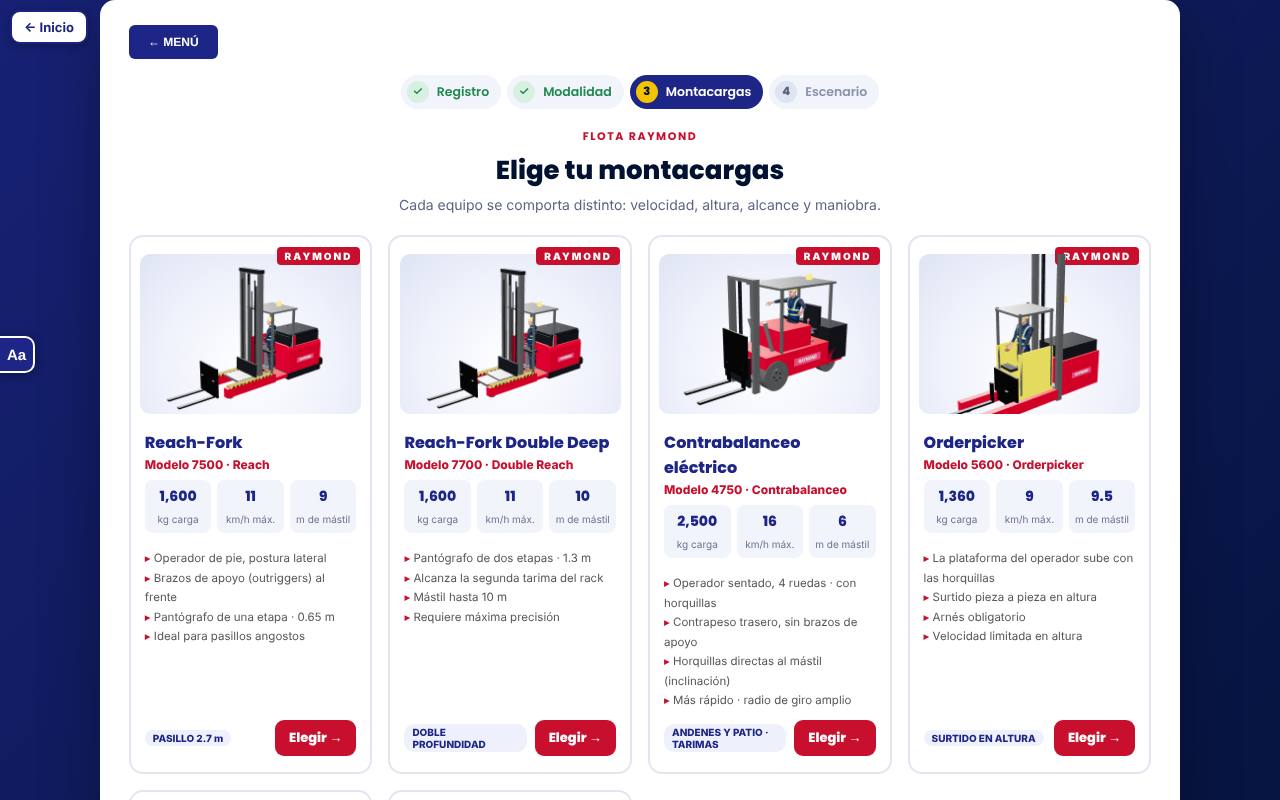 ← Inicio
← MENÚ
✓ Registro
✓ Modalidad
3 Montacargas
4 Escenario
FLOTA RAYMOND
Elige tu montacargas
Cada equipo se comporta distinto: velocidad, altura, alcance y maniobra.
Aa
RAYMOND
Reach-Fork
Modelo 7500 · Reach
1,600 11 9
kg carga km/h máx. m de mástil
▸ Operador de pie, postura lateral
▸ Brazos de apoyo (outriggers) al
frente
▸ Pantógrafo de una etapa · 0.65 m
▸ Ideal para pasillos angostos
PASILLO 2.7 m
Elegir →
RAYMOND
Reach-Fork Double Deep
Modelo 7700 · Double Reach
1,600 11 10
kg carga km/h máx. m de mástil
▸ Pantógrafo de dos etapas · 1.3 m
▸ Alcanza la segunda tarima del rack
▸ Mástil hasta 10 m
▸ Requiere máxima precisión
DOBLE
PROFUNDIDAD
Elegir →
RAYMOND
RAYMOND
Contrabalanceo
eléctrico
Modelo 4750 · Contrabalanceo
2,500 16 6
kg carga km/h máx. m de mástil
▸ Operador sentado, 4 ruedas · con
horquillas
▸ Contrapeso trasero, sin brazos de
apoyo
▸ Horquillas directas al mástil
(inclinación)
▸ Más rápido · radio de giro amplio
ANDENES Y PATIO ·
TARIMAS
Elegir →
RAYMOND
Orderpicker
Modelo 5600 · Orderpicker
1,360 9 9.5
kg carga km/h máx. m de mástil
▸ La plataforma del operador sube con
las horquillas
▸ Surtido pieza a pieza en altura
▸ Arnés obligatorio
▸ Velocidad limitada en altura
SURTIDO EN ALTURA
Elegir →